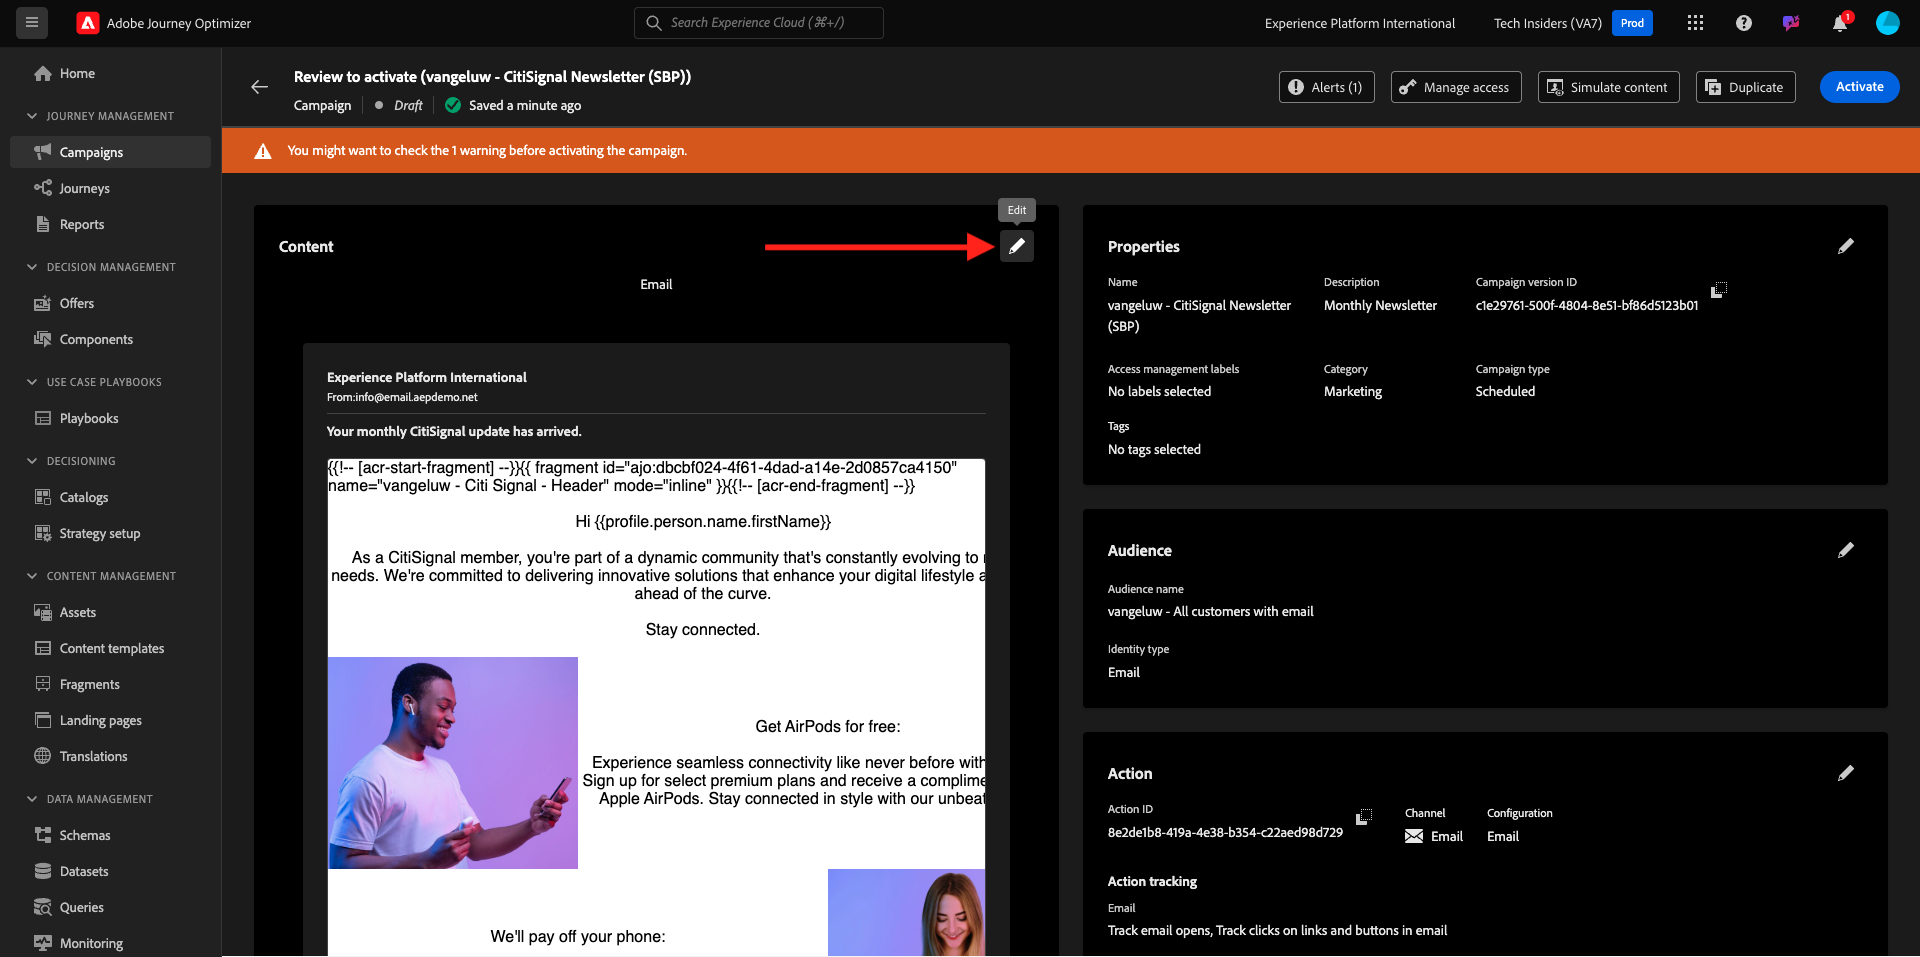 Adobe Journey Optimizer
Search Experience Cloud (⌘+/)
Experience Platform International
Tech Insiders (VA7)
Prod
1
Home
JOURNEY MANAGEMENT
Campaigns
Journeys
Reports
DECISION MANAGEMENT
Offers
Components
USE CASE PLAYBOOKS
Playbooks
DECISIONING
Catalogs
Strategy setup
CONTENT MANAGEMENT
Assets
Content templates
Fragments
Landing pages
Translations
DATA MANAGEMENT
Schemas
Datasets
Queries
Monitoring
Review to activate (vangeluw - CitiSignal Newsletter (SBP))
Campaign
Draft
Saved a minute ago
Alerts (1)
Manage access
Simulate content
Duplicate
Activate
You might want to check the 1 warning before activating the campaign.
Edit
Content
Email
Experience Platform International
From:info@email.aepdemo.net
Your monthly CitiSignal update has arrived.
{{!-- [acr-start-fragment] --}}{{ fragment id="ajo:dbcbf024-4f61-4dad-a14e-2d0857ca4150"
name="vangeluw - Citi Signal - Header" mode="inline" }}{{!-- [acr-end-fragment] --}}
Hi {{profile.person.name.firstName}}
As a CitiSignal member, you're part of a dynamic community that's constantly evolving to
needs. We're committed to delivering innovative solutions that enhance your digital lifestyle
ahead of the curve.
Stay connected.
Get AirPods for free:
Experience seamless connectivity like never before with
Sign up for select premium plans and receive a complime
Apple AirPods. Stay connected in style with our unbeat
We'll pay off your phone:
Properties
Name
vangeluw - CitiSignal Newsletter
(SBP)
Description
Monthly Newsletter
Campaign version ID
c1e29761-500f-4804-8e51-bf86d5123b01
Access management labels
No labels selected
Category
Marketing
Campaign type
Scheduled
Tags
No tags selected
Audience
Audience name
vangeluw - All customers with email
Identity type
Email
Action
Action ID
8e2de1b8-419a-4e38-b354-c22aed98d729
Channel
Email
Configuration
Email
Action tracking
Email
Track email opens, Track clicks on links and buttons in email